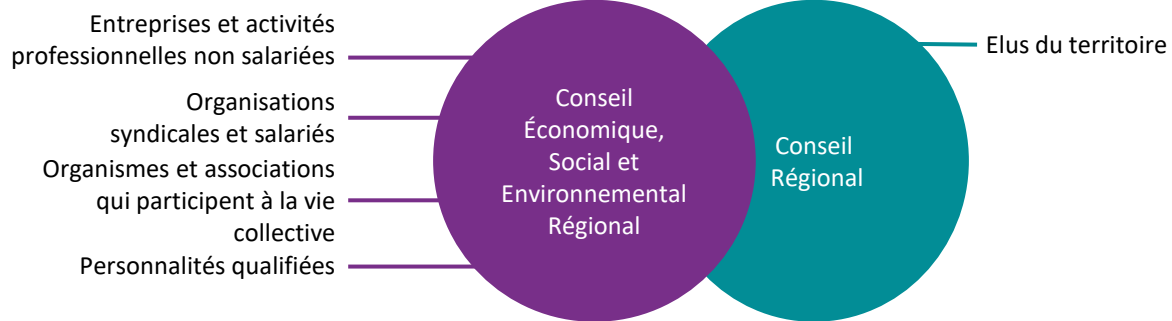 Entreprises et activités
professionnelles non salariées
Organisations
syndicales et salariés
Organismes et associations
qui participent à la vie
collective
Personnalités qualifiées
Conseil
Économique,
Social et
Environnemental
Régional
Conseil
Régional
Elus du territoire